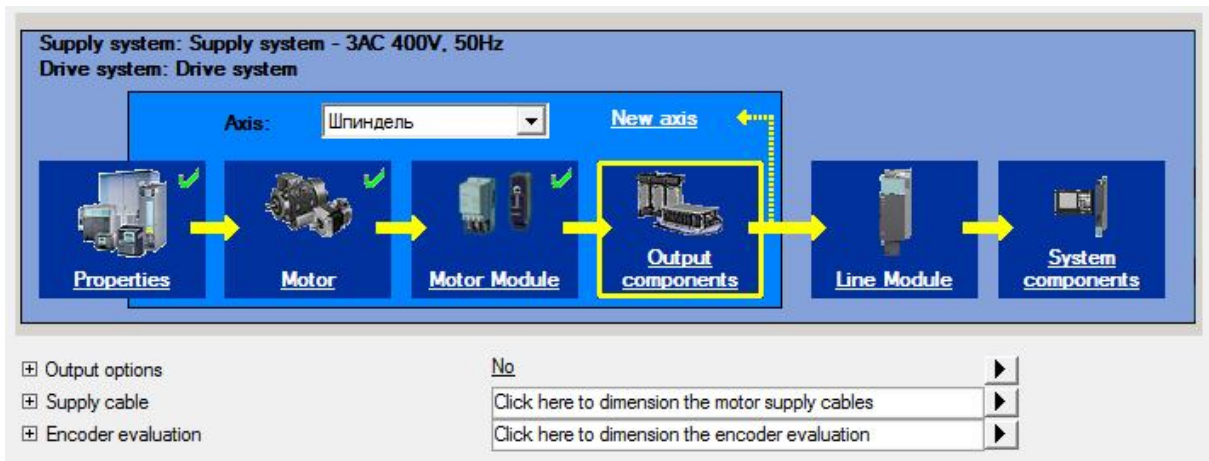 Supply system: Supply system - 3AC 400V, 50Hz
Drive system: Drive system
Axis: Шпиндель New axis
Properties
Motor
Motor Module
Output
components
Line Module
System
components
Output options No
Supply cable Click here to dimension the motor supply cables
Encoder evaluation Click here to dimension the encoder evaluation